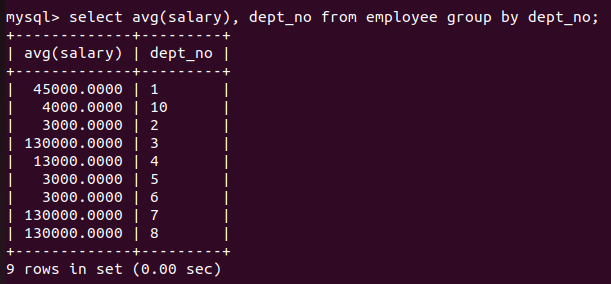 mysql> select avg(salary), dept_no from employee group by dept_no;
+-------------+---------+
| avg(salary) | dept_no |
+-------------+---------+
|  45000.0000 | 1       |
|   4000.0000 | 10      |
|   3000.0000 | 2       |
| 130000.0000 | 3       |
|  13000.0000 | 4       |
|   3000.0000 | 5       |
|   3000.0000 | 6       |
| 130000.0000 | 7       |
| 130000.0000 | 8       |
+-------------+---------+
9 rows in set (0.00 sec)